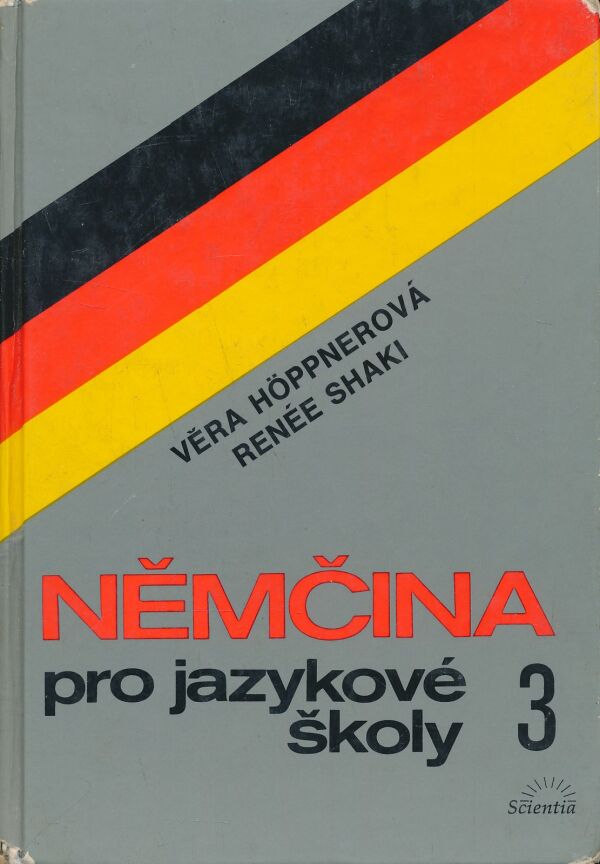 VĚRA HÖPPNEROVÁ
RENÉE SHAKI
NĚMČINA
pro jazykové
školy 3
Scientia